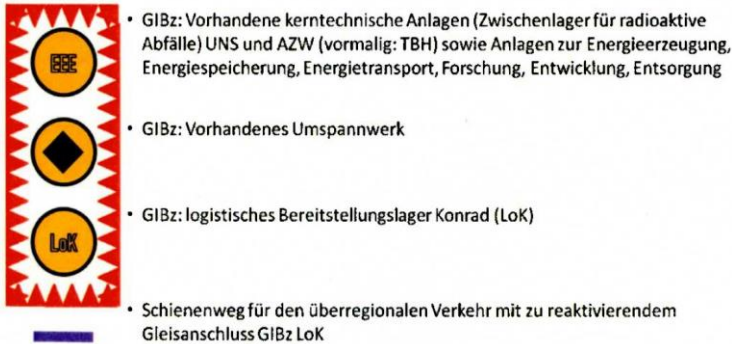 • GIBz: Vorhandene kerntechnische Anlagen (Zwischenlager für radioaktive
Abfälle) UNS und AZW (vormalig: TBH) sowie Anlagen zur Energieerzeugung,
Energiespeicherung, Energietransport, Forschung, Entwicklung, Entsorgung
EEE
• GIBz: Vorhandenes Umspannwerk
• GIBz: logistisches Bereitstellungslager Konrad (LoK)
LoK
• Schienenweg für den überregionalen Verkehr mit zu reaktivierendem
Gleisanschluss GIBz LoK